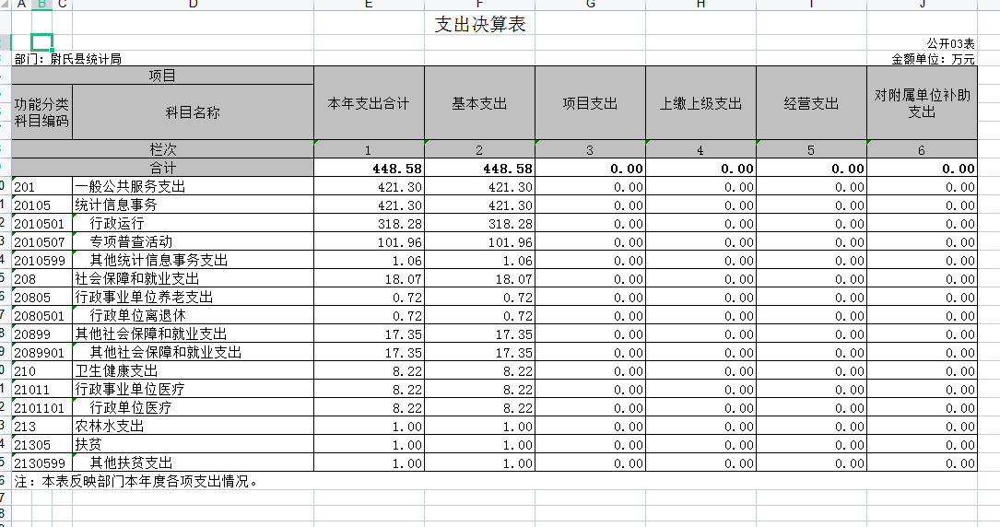 A B C D E F G H I J
支出决算表
公开03表
部门：尉氏县统计局 金额单位：万元
项目 本年支出合计 基本支出 项目支出 上缴上级支出 经营支出 对附属单位补助
支出
功能分类
科目编码 科目名称
栏次 1 2 3 4 5 6
合计 448.58 448.58 0.00 0.00 0.00 0.00
201 一般公共服务支出 421.30 421.30 0.00 0.00 0.00 0.00
20105 统计信息事务 421.30 421.30 0.00 0.00 0.00 0.00
2010501 行政运行 318.28 318.28 0.00 0.00 0.00 0.00
2010507 专项普查活动 101.96 101.96 0.00 0.00 0.00 0.00
2010599 其他统计信息事务支出 1.06 1.06 0.00 0.00 0.00 0.00
208 社会保障和就业支出 18.07 18.07 0.00 0.00 0.00 0.00
20805 行政事业单位养老支出 0.72 0.72 0.00 0.00 0.00 0.00
2080501 行政单位离退休 0.72 0.72 0.00 0.00 0.00 0.00
20899 其他社会保障和就业支出 17.35 17.35 0.00 0.00 0.00 0.00
2089901 其他社会保障和就业支出 17.35 17.35 0.00 0.00 0.00 0.00
210 卫生健康支出 8.22 8.22 0.00 0.00 0.00 0.00
21011 行政事业单位医疗 8.22 8.22 0.00 0.00 0.00 0.00
2101101 行政单位医疗 8.22 8.22 0.00 0.00 0.00 0.00
213 农林水支出 1.00 1.00 0.00 0.00 0.00 0.00
21305 扶贫 1.00 1.00 0.00 0.00 0.00 0.00
2130599 其他扶贫支出 1.00 1.00 0.00 0.00 0.00 0.00
注：本表反映部门本年度各项支出情况。